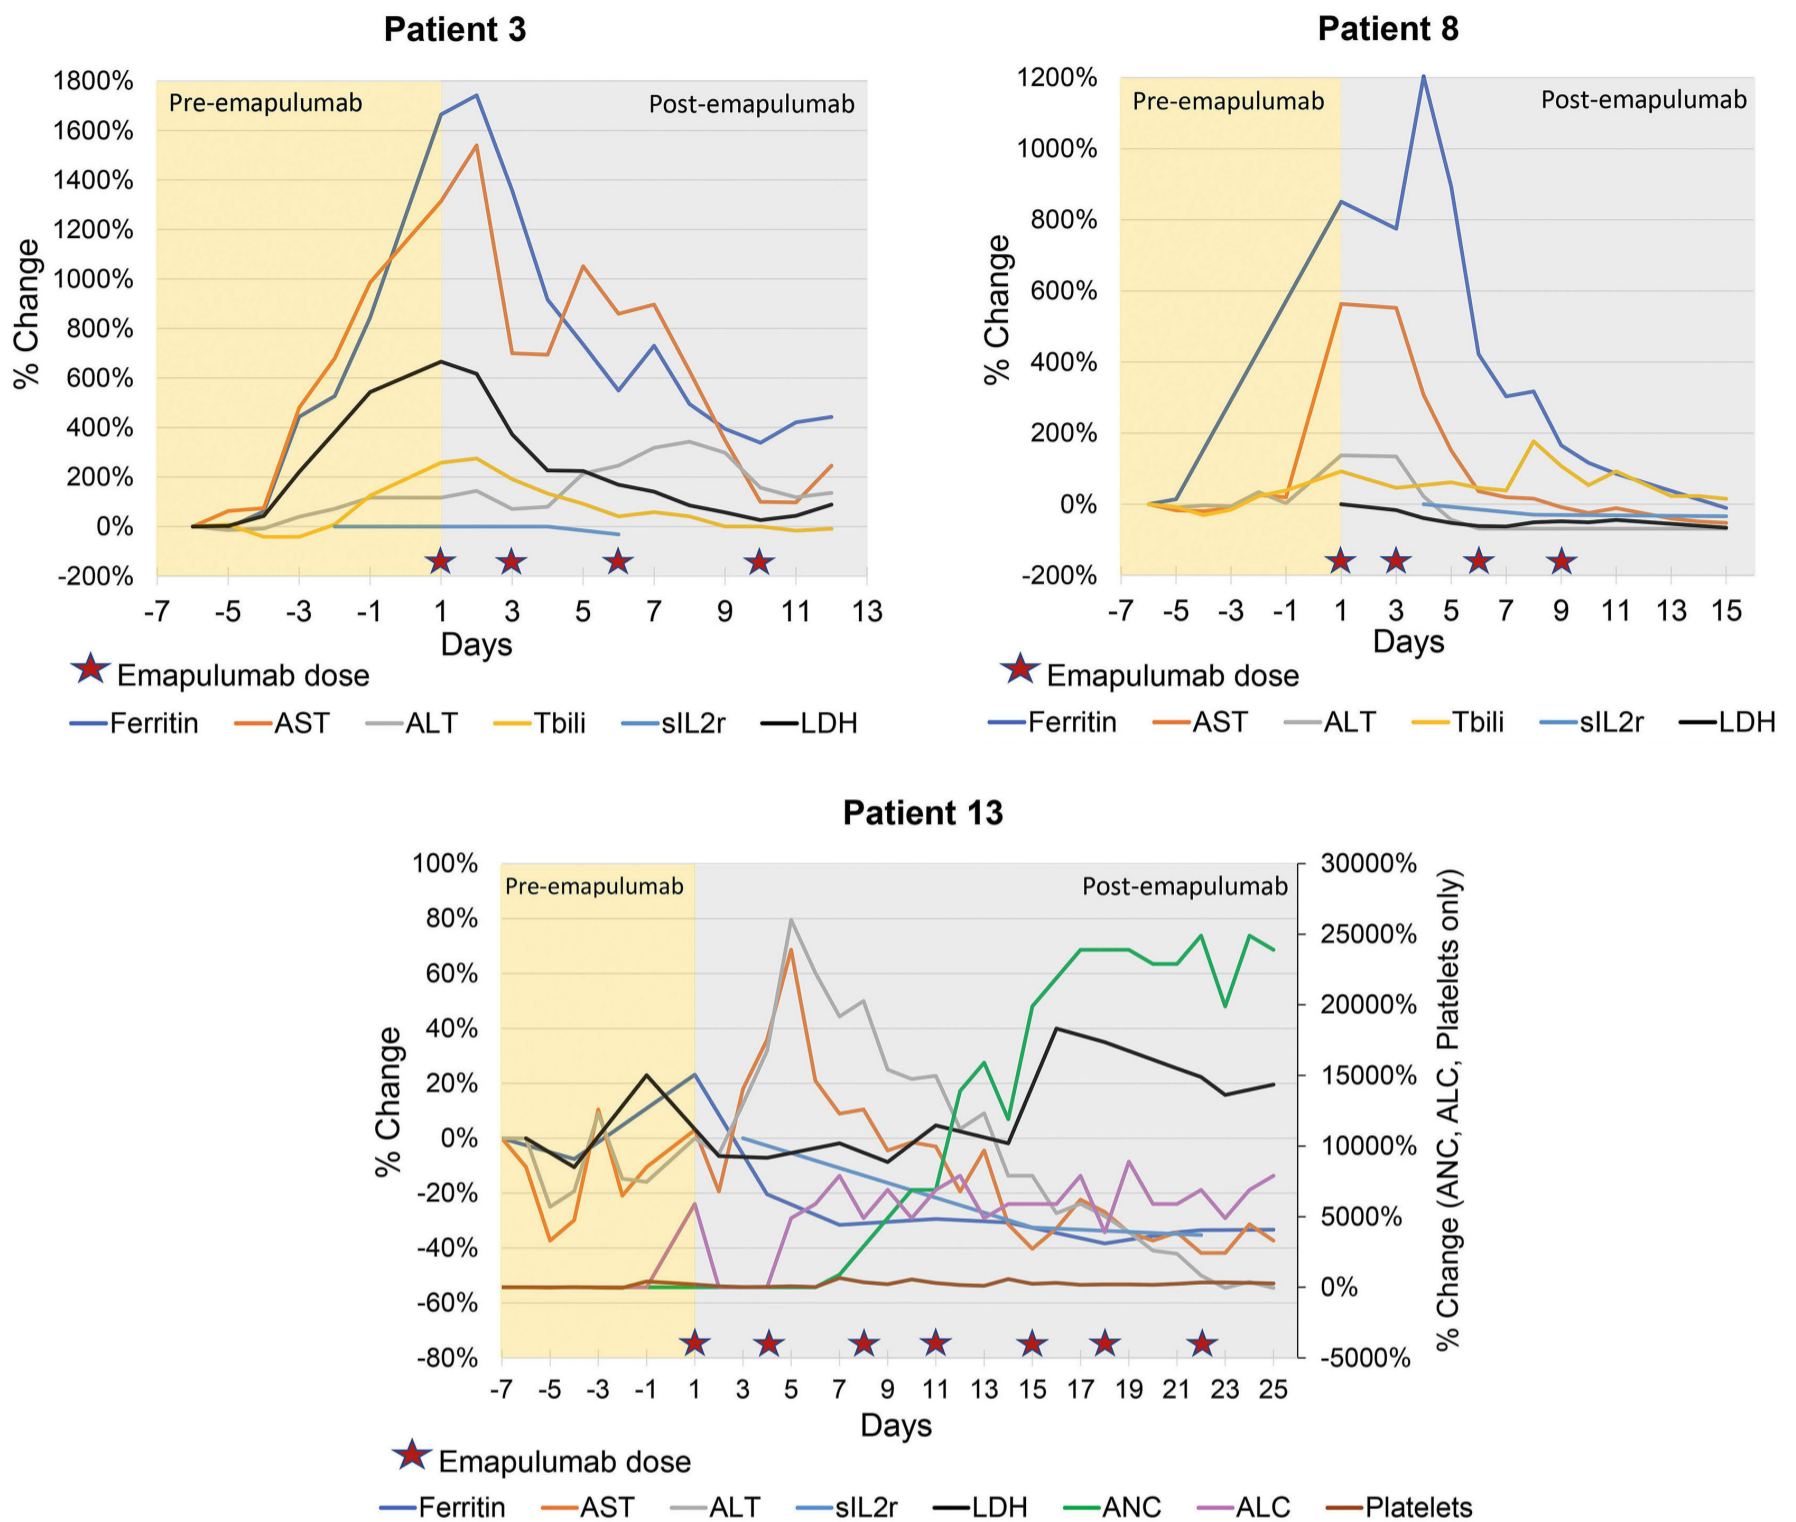 Patient 3
1800%
1600%
1400%
1200%
1000%
800%
600%
400%
200%
0%
-200%
% Change
Pre-emapulumab
Post-emapulumab
-7 -5 -3 -1 1 3 5 7 9 11 13
Days
Emapulumab dose
Ferritin AST ALT Tbili sIL2r LDH
Patient 8
1200%
1000%
800%
600%
400%
200%
0%
-200%
% Change
Pre-emapulumab
Post-emapulumab
-7 -5 -3 -1 1 3 5 7 9 11 13 15
Days
Emapulumab dose
Ferritin AST ALT Tbili sIL2r LDH
Patient 13
100%
80%
60%
40%
20%
0%
-20%
-40%
-60%
-80%
% Change
Pre-emapulumab
Post-emapulumab
30000%
25000%
20000%
15000%
10000%
5000%
0%
-5000%
% Change (ANC, ALC, Platelets only)
-7 -5 -3 -1 1 3 5 7 9 11 13 15 17 19 21 23 25
Days
Emapulumab dose
Ferritin AST ALT sIL2r LDH ANC ALC Platelets